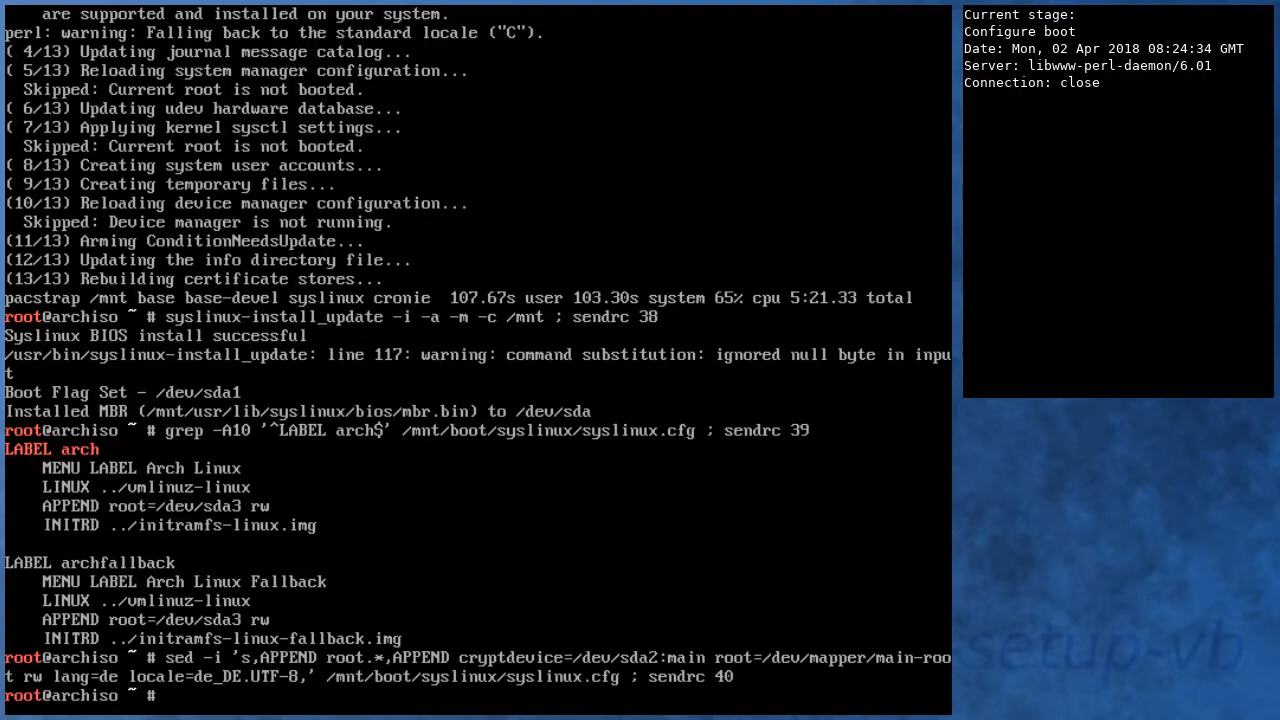 are supported and installed on your system.
perl: warning: Falling back to the standard locale ("C").
( 4/13) Updating journal message catalog...
( 5/13) Reloading system manager configuration...
  Skipped: Current root is not booted.
( 6/13) Updating udev hardware database...
( 7/13) Applying kernel sysctl settings...
  Skipped: Current root is not booted.
( 8/13) Creating system user accounts...
( 9/13) Creating temporary files...
(10/13) Reloading device manager configuration...
  Skipped: Device manager is not running.
(11/13) Arming ConditionNeedsUpdate...
(12/13) Updating the info directory file...
(13/13) Rebuilding certificate stores...
pacstrap /mnt base base-devel syslinux cronie  107.67s user 103.30s system 65% cpu 5:21.33 total
root@archiso ~ # syslinux-install_update -i -a -m -c /mnt ; sendrc 38
Syslinux BIOS install successful
/usr/bin/syslinux-install_update: line 117: warning: command substitution: ignored null byte in inpu
t
Boot Flag Set - /dev/sda1
Installed MBR (/mnt/usr/lib/syslinux/bios/mbr.bin) to /dev/sda
root@archiso ~ # grep -A10 '^LABEL arch$' /mnt/boot/syslinux/syslinux.cfg ; sendrc 39
LABEL arch
    MENU LABEL Arch Linux
    LINUX ../vmlinuz-linux
    APPEND root=/dev/sda3 rw
    INITRD ../initramfs-linux.img

LABEL archfallback
    MENU LABEL Arch Linux Fallback
    LINUX ../vmlinuz-linux
    APPEND root=/dev/sda3 rw
    INITRD ../initramfs-linux-fallback.img
root@archiso ~ # sed -i 's,APPEND root.*,APPEND cryptdevice=/dev/sda2:main root=/dev/mapper/main-roo
t rw lang=de locale=de_DE.UTF-8,' /mnt/boot/syslinux/syslinux.cfg ; sendrc 40
root@archiso ~ #
Current stage:
Configure boot
Date: Mon, 02 Apr 2018 08:24:34 GMT
Server: libwww-perl-daemon/6.01
Connection: close
setup-vb